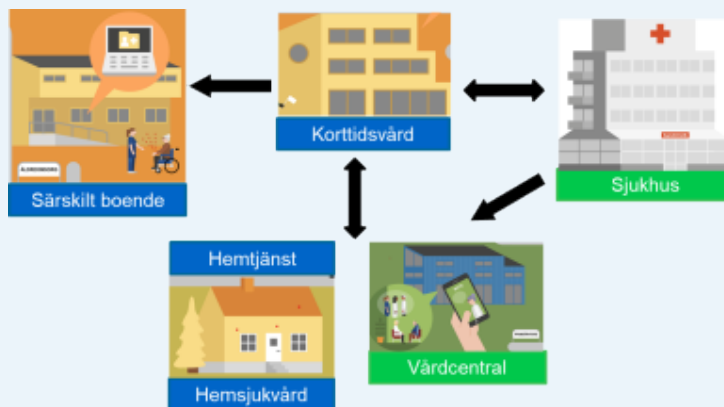 Korttidsvård
Särskilt boende
Sjukhus
Hemtjänst
Hemsjukvård
Vårdcentral